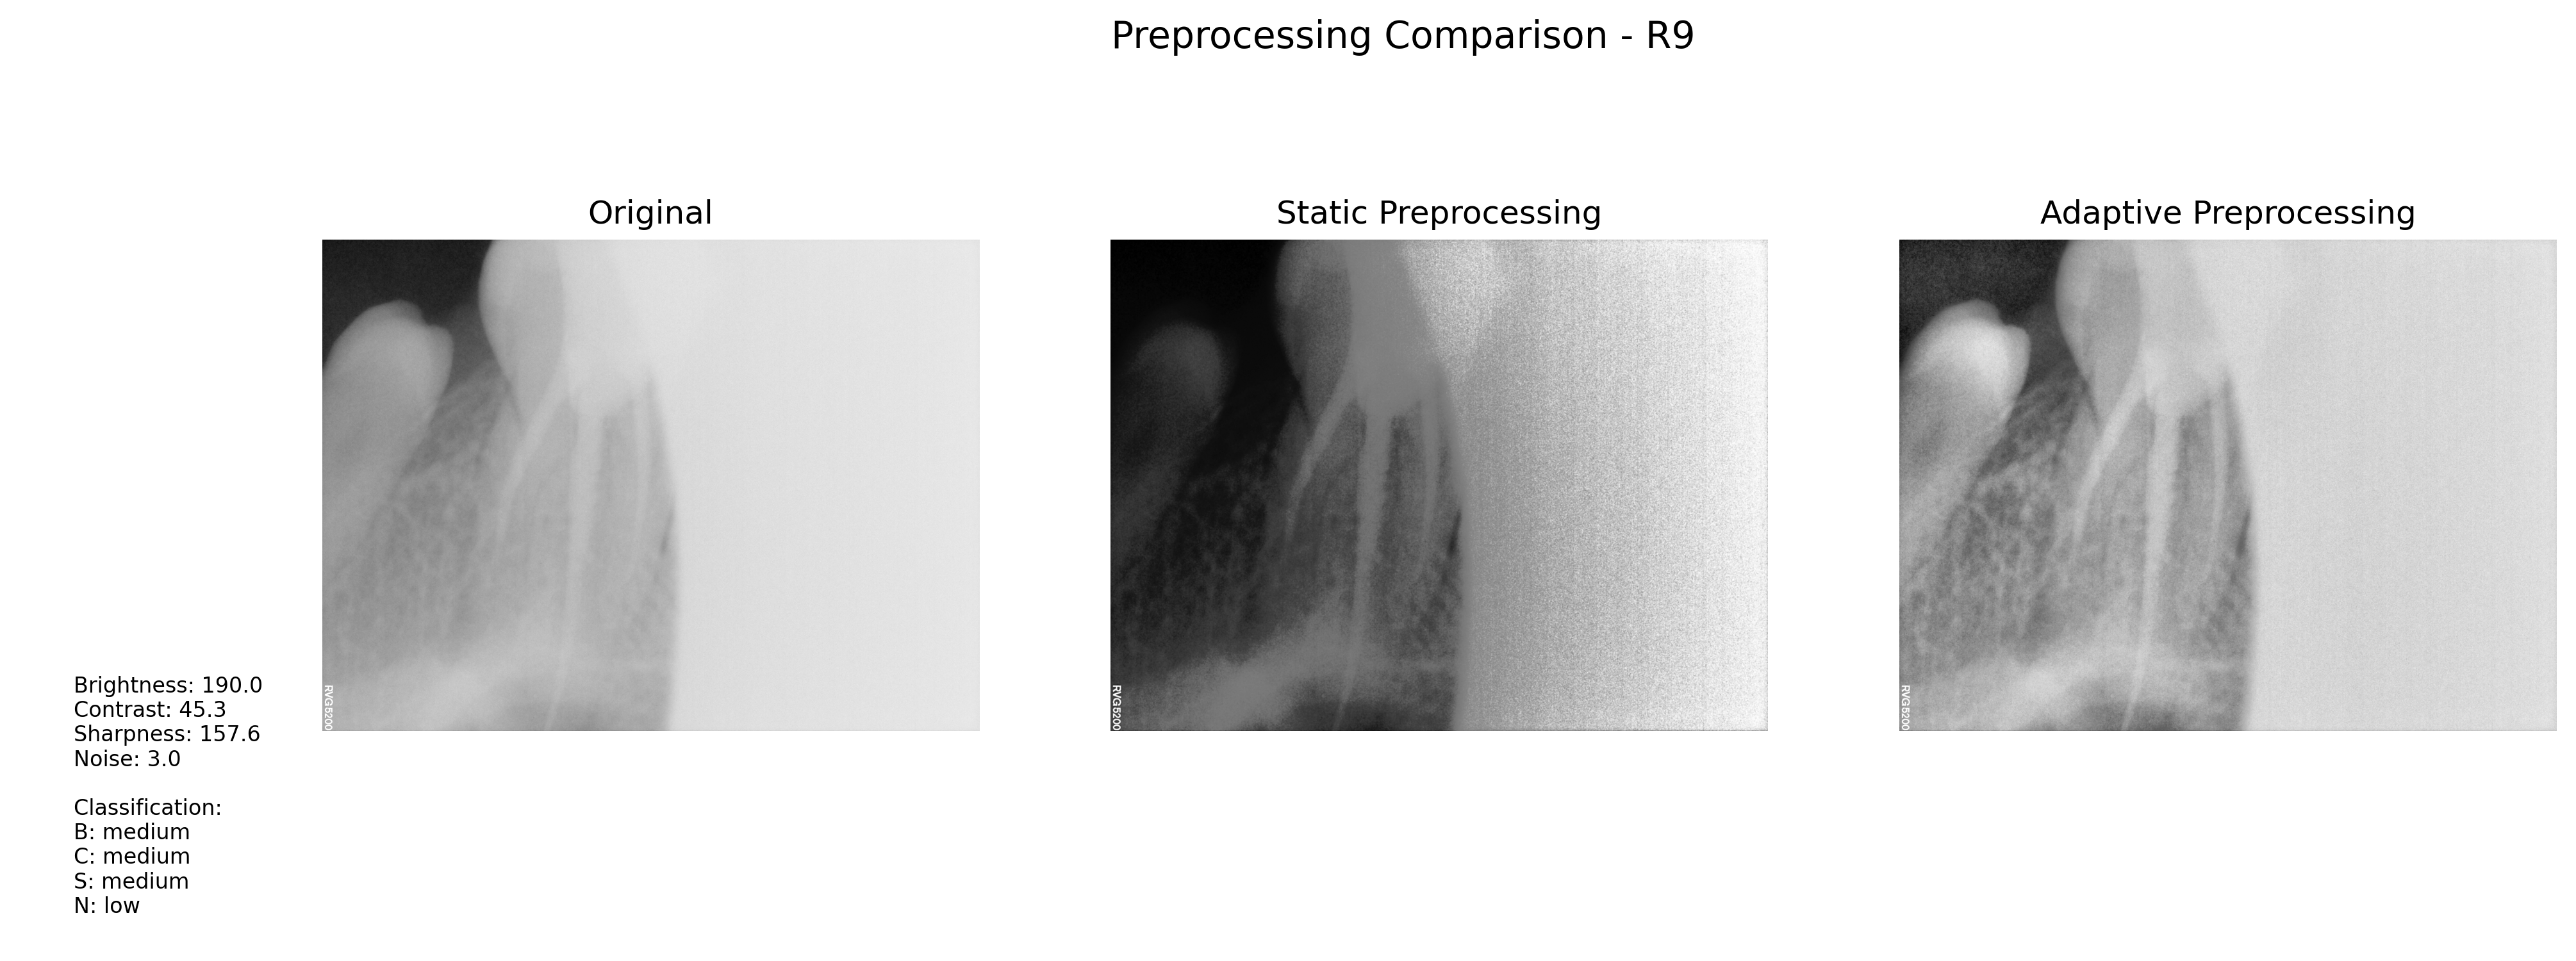 Preprocessing Comparison - R9
Original
Static Preprocessing
Adaptive Preprocessing
RVG5200
RVG5200
RVG5200
Brightness: 190.0
Contrast: 45.3
Sharpness: 157.6
Noise: 3.0
Classification:
B: medium
C: medium
S: medium
N: low